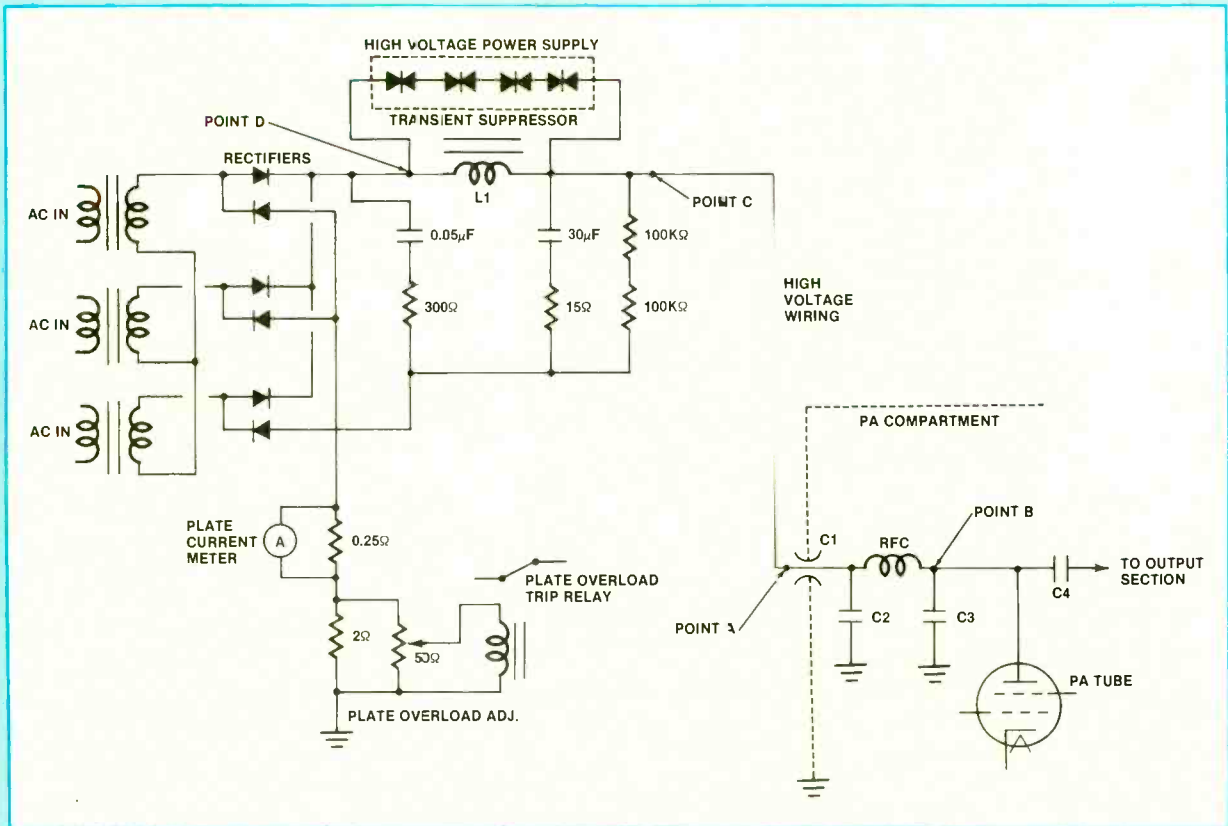 HIGH VOLTAGE POWER SUPPLY
TRANSIENT SUPPRESSOR
POINT D
RECTIFIERS
L1
POINT C
AC IN
0.05µF
30µF
100KΩ
300Ω
15Ω
100KΩ
AC IN
HIGH
VOLTAGE
WIRING
AC IN
PA COMPARTMENT
PLATE
CURRENT
METER
A
0.25Ω
PLATE OVERLOAD
TRIP RELAY
2Ω
50Ω
PLATE OVERLOAD ADJ.
POINT B
C1
RFC
C4
TO OUTPUT
SECTION
POINT A
C2
C3
PA TUBE